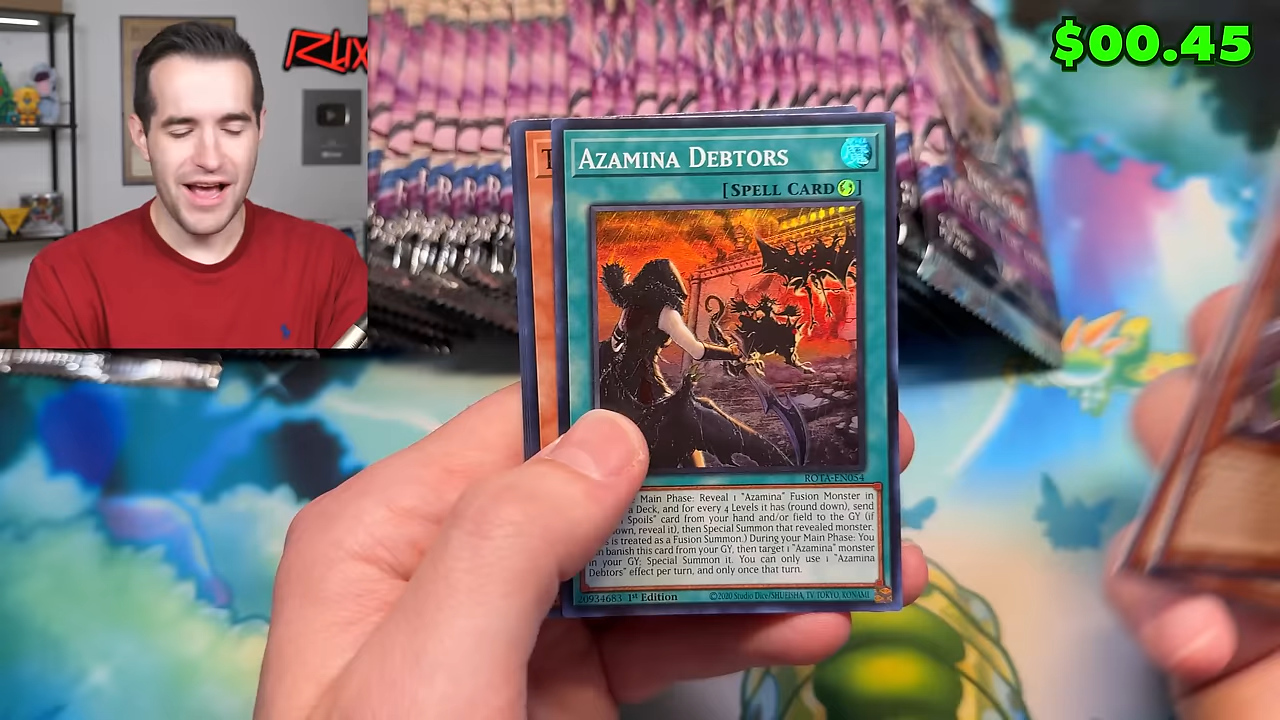 $00.45
AZAMINA DEBTORS
[SPELL CARD]
ROTA-EN054
Main Phase: Reveal 1 "Azamina" Fusion Monster in
Deck, and for every 4 Levels it has (round down), send
Spoils" card from your hand and/or field to the GY (if
reveal it), then Special Summon that revealed monster.
is treated as a Fusion Summon.) During your Main Phase: You
banish this card from your GY, then target 1 "Azamina" monster
in your GY; Special Summon it. You can only use 1 "Azamina
Debtors" effect per turn, and only once that turn.
20934683 1st Edition ©2020 Studio Dice/SHUEISHA, TV TOKYO, KONAMI